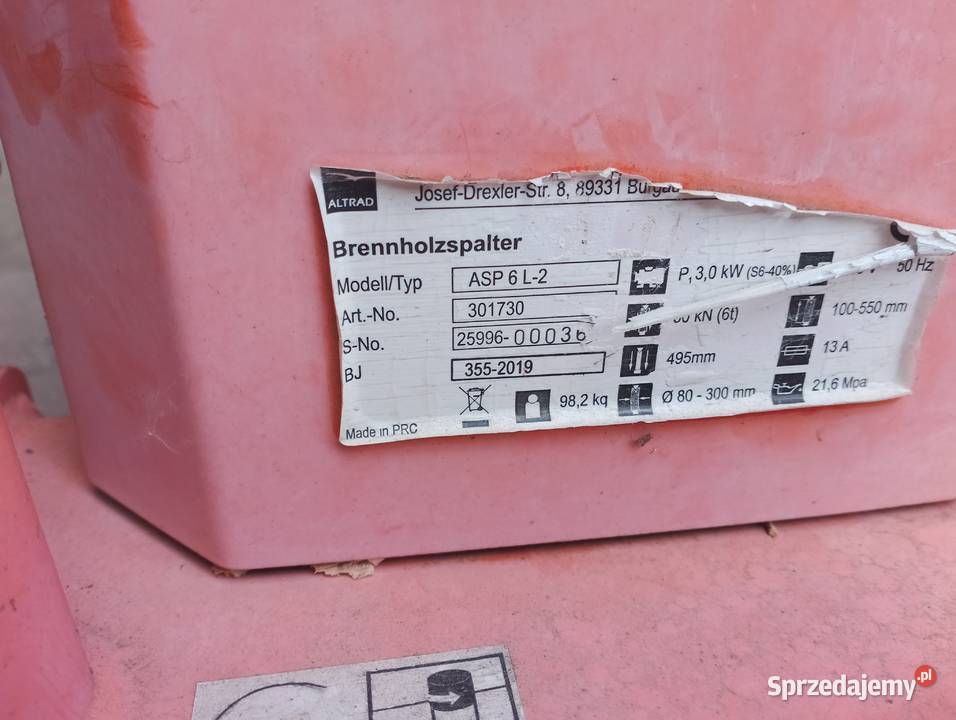 ALTRAD
Josef-Drexler-Str. 8, 89331 Burgau
Brennholzspalter
Modell/Typ ASP 6 L-2 P, 3,0 kW (S6-40%) 50 Hz
Art.-No. 301730 kN (6t) 100-550 mm
S-No. 25996-00036 495mm 13 A
BJ 355-2019 98,2 kg Ø 80 - 300 mm 21,6 Mpa
Made in PRC
Sprzedajemy.pl